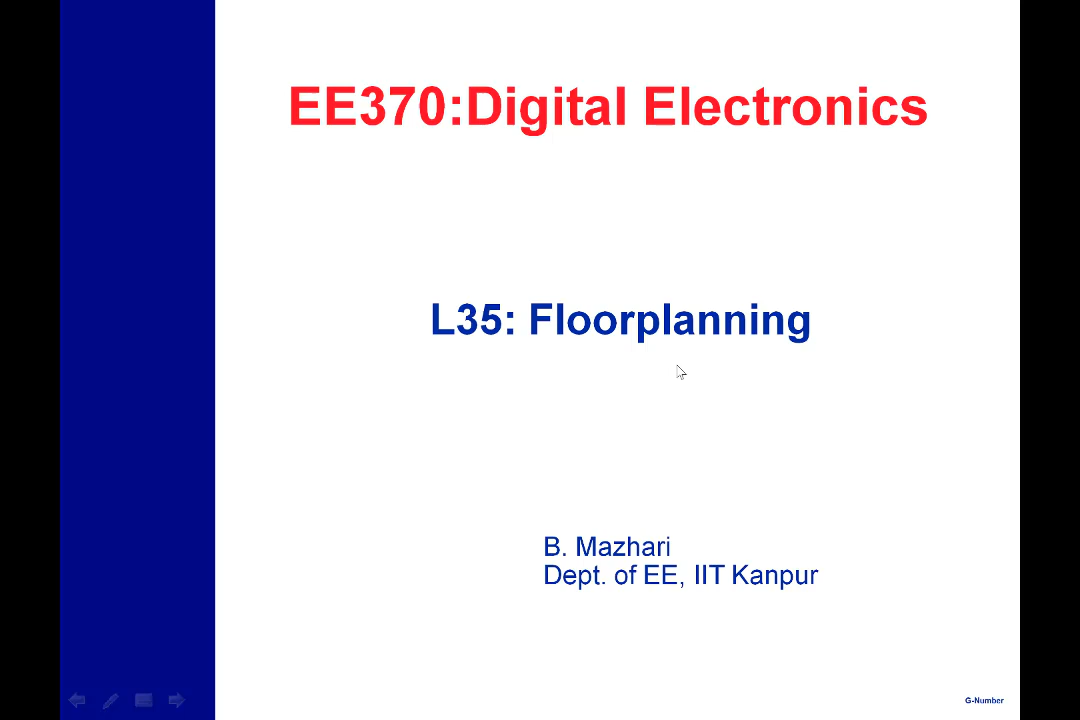 EE370:Digital Electronics
L35: Floorplanning
B. Mazhari
Dept. of EE, IIT Kanpur
G-Number